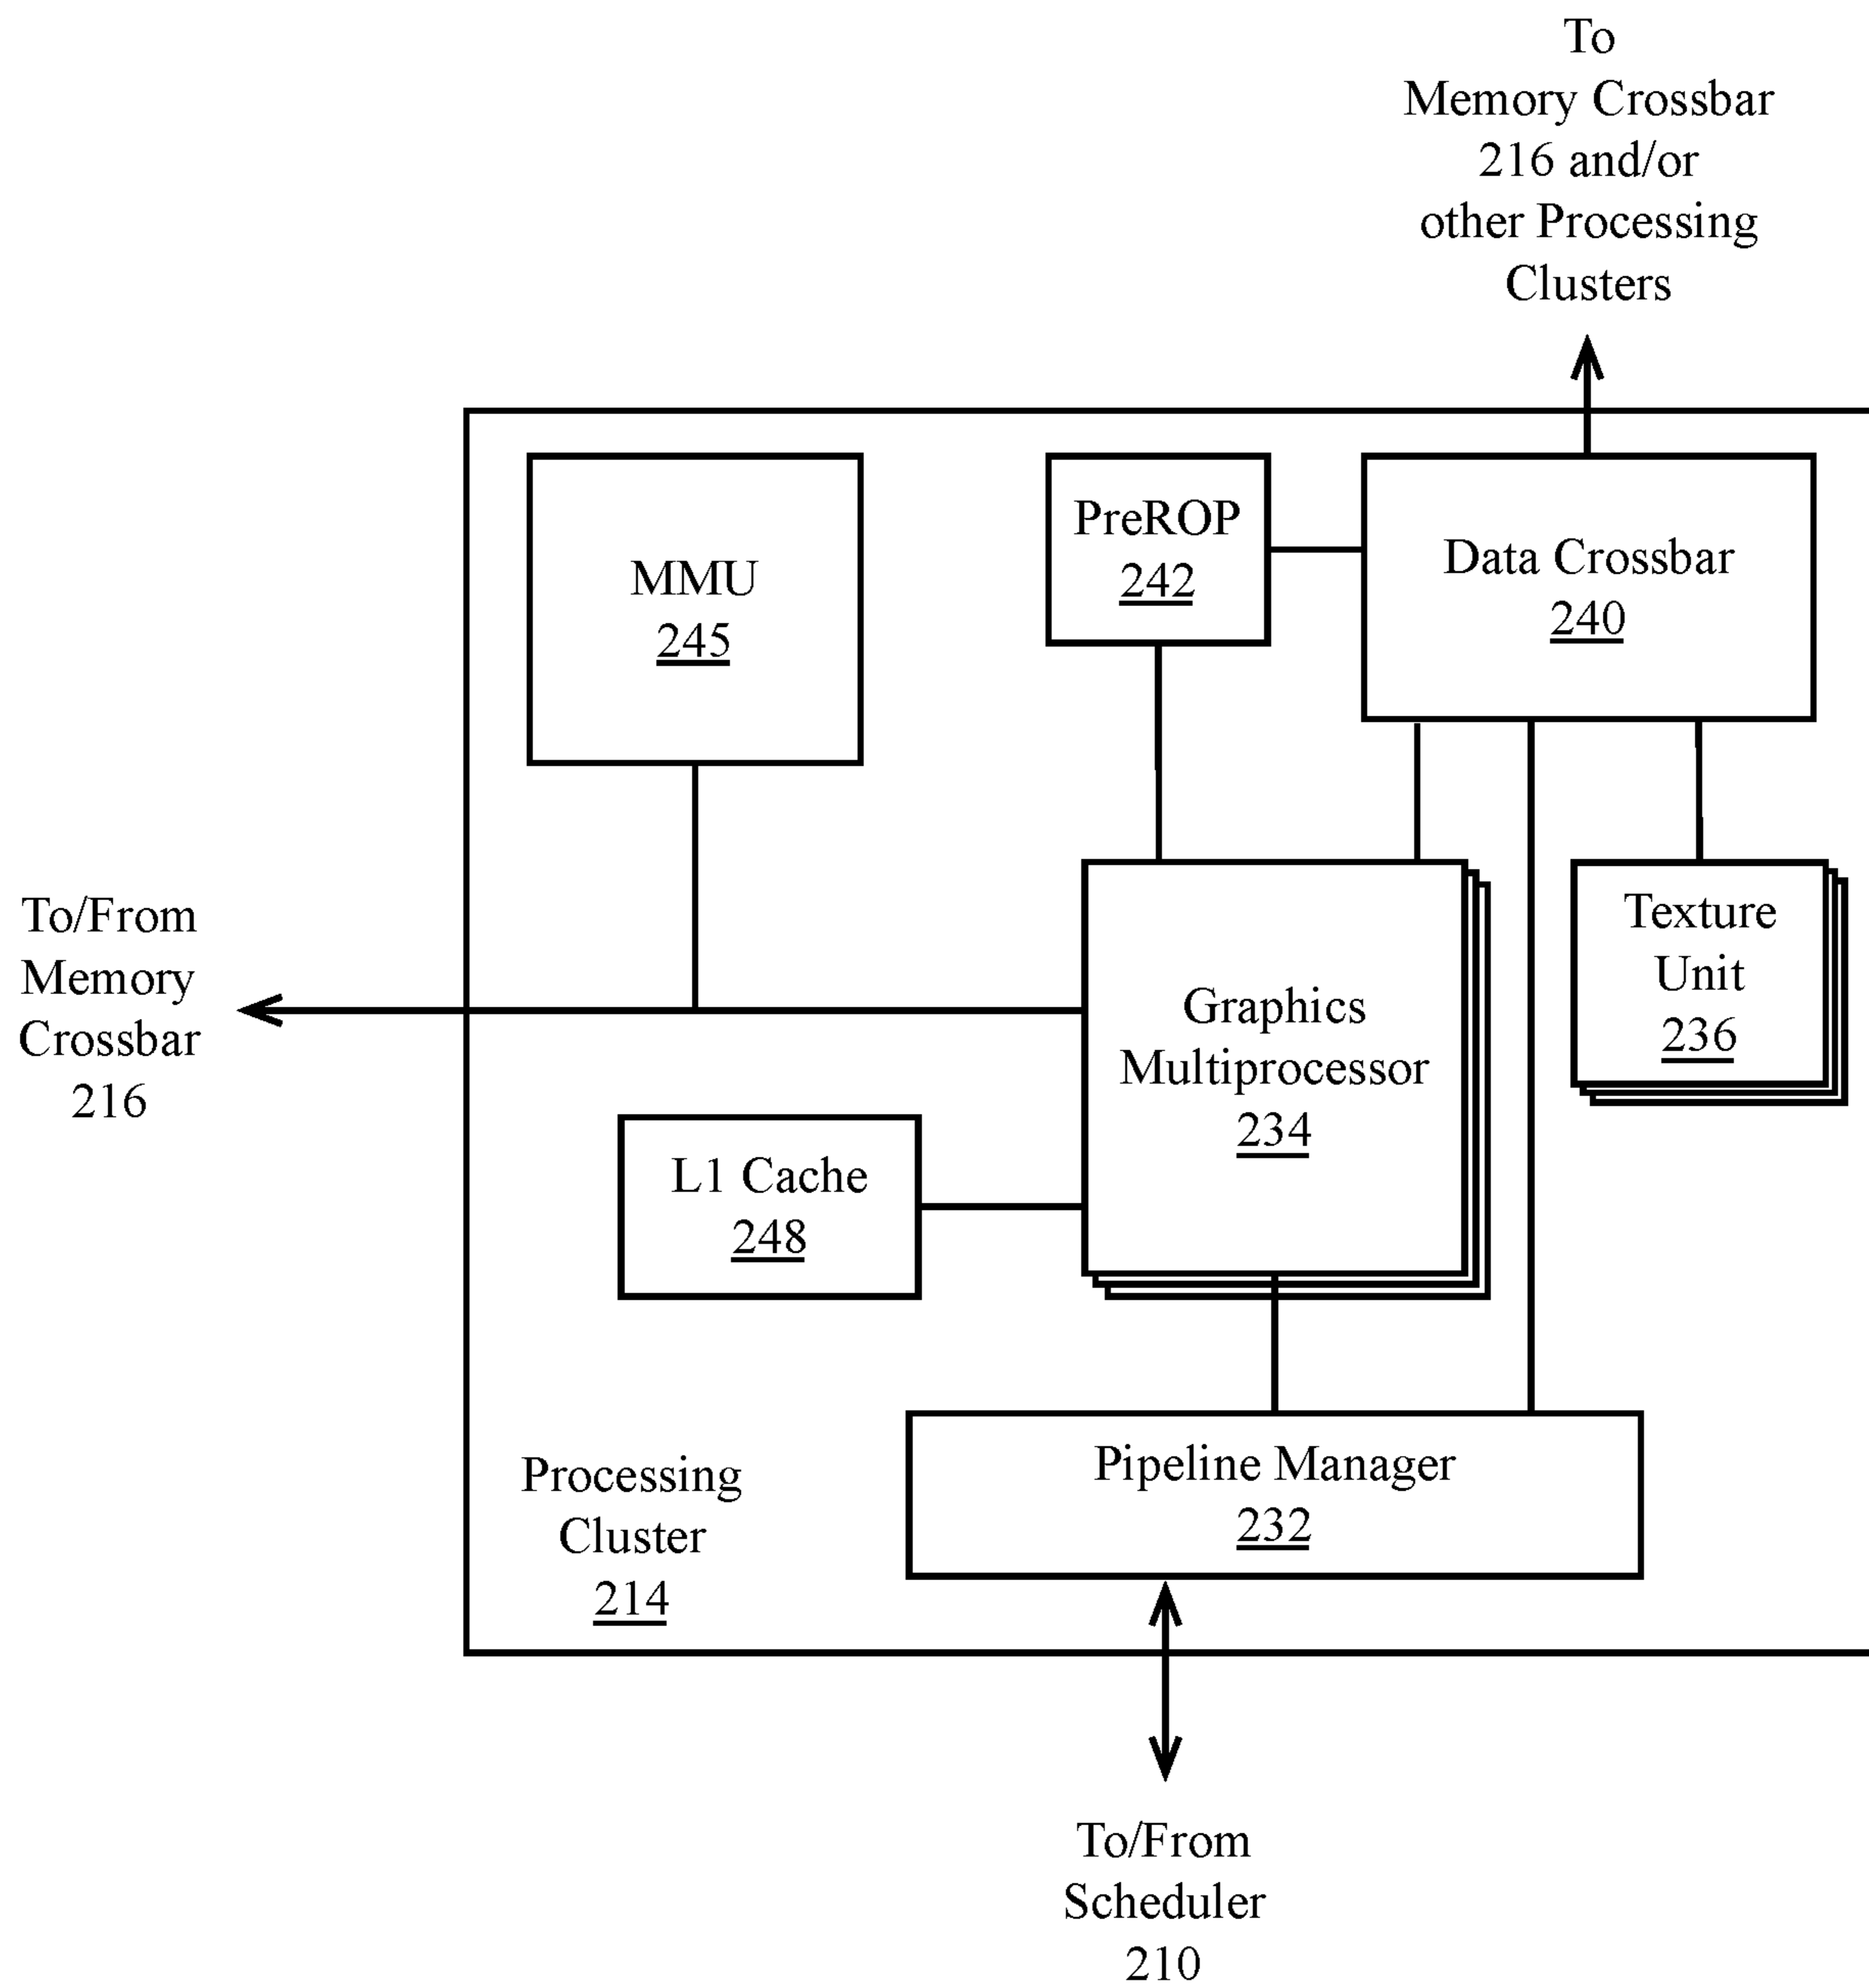 To
Memory Crossbar
216 and/or
other Processing
Clusters
MMU
245
PreROP
242
Data Crossbar
240
To/From
Memory
Crossbar
216
Graphics
Multiprocessor
234
Texture
Unit
236
L1 Cache
248
Processing
Cluster
214
Pipeline Manager
232
To/From
Scheduler
210